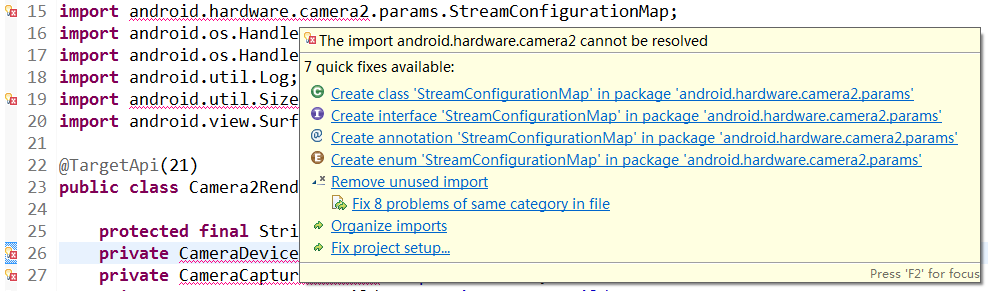 15 import android.hardware.camera2.params.StreamConfigurationMap;
16 import android.os.Handle
17 import android.os.Handle
18 import android.util.Log;
19 import android.util.Size
20 import android.view.Surf
21
22 @TargetApi(21)
23 public class Camera2Rend
24
25 protected final Stri
26 private CameraDevice
27 private CameraCaptur
The import android.hardware.camera2 cannot be resolved
7 quick fixes available:
Create class 'StreamConfigurationMap' in package 'android.hardware.camera2.params'
Create interface 'StreamConfigurationMap' in package 'android.hardware.camera2.params'
Create annotation 'StreamConfigurationMap' in package 'android.hardware.camera2.params'
Create enum 'StreamConfigurationMap' in package 'android.hardware.camera2.params'
Remove unused import
Fix 8 problems of same category in file
Organize imports
Fix project setup...
Press 'F2' for focus